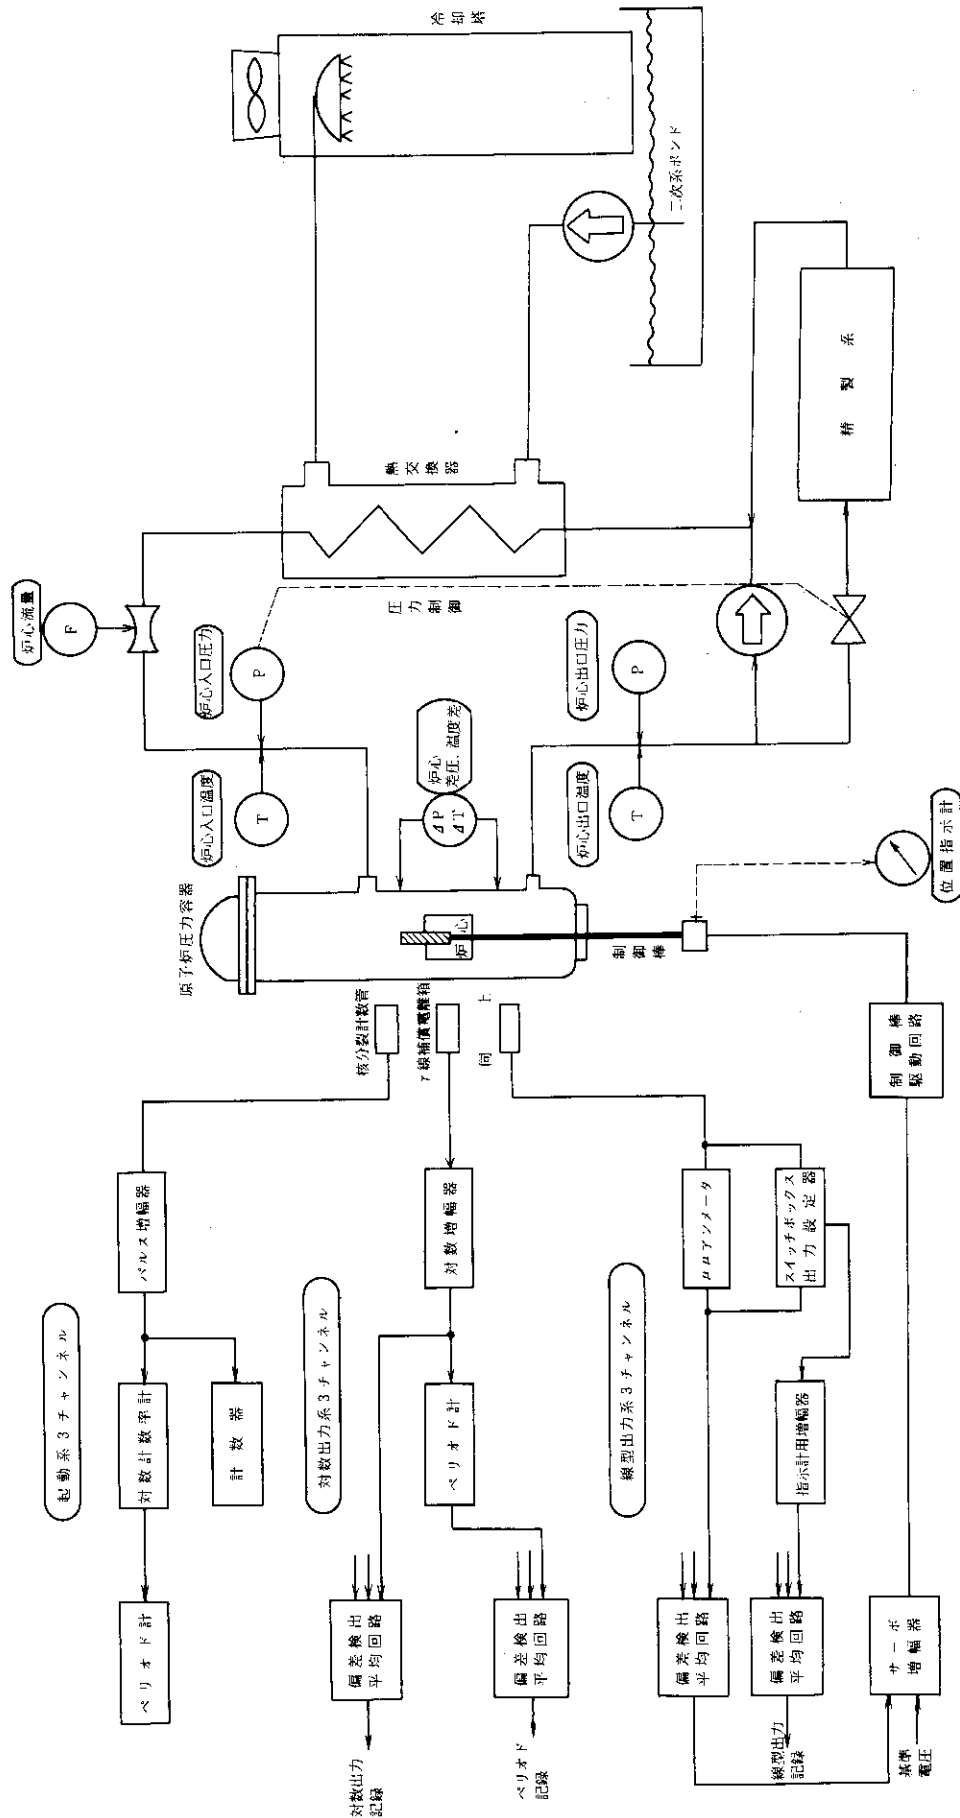 冷却塔
二次系ポンド
熱交換器
精製系
炉心流量
F
圧力制御
炉心入口圧力
P
炉心入口温度
T
炉心出口圧力
P
炉心出口温度
T
炉心
差圧、温度差
ΔP
ΔT
原子炉圧力容器
炉心
制御棒
位置指示計
核分裂計数管
γ線補償電離箱
同上
制御棒
駆動回路
パルス増幅器
対数増幅器
μμアンメータ
スイッチボックス
出力設定器
起動系3チャンネル
対数出力系3チャンネル
線型出力系3チャンネル
対数計数率計
計数器
ペリオド計
指示計用増幅器
ペリオド計
偏差検出
平均回路
偏差検出
平均回路
偏差検出
平均回路
偏差検出
平均回路
サーボ
増幅器
対数出力
記録
ペリオド
記録
線型出力
記録
基準
電圧